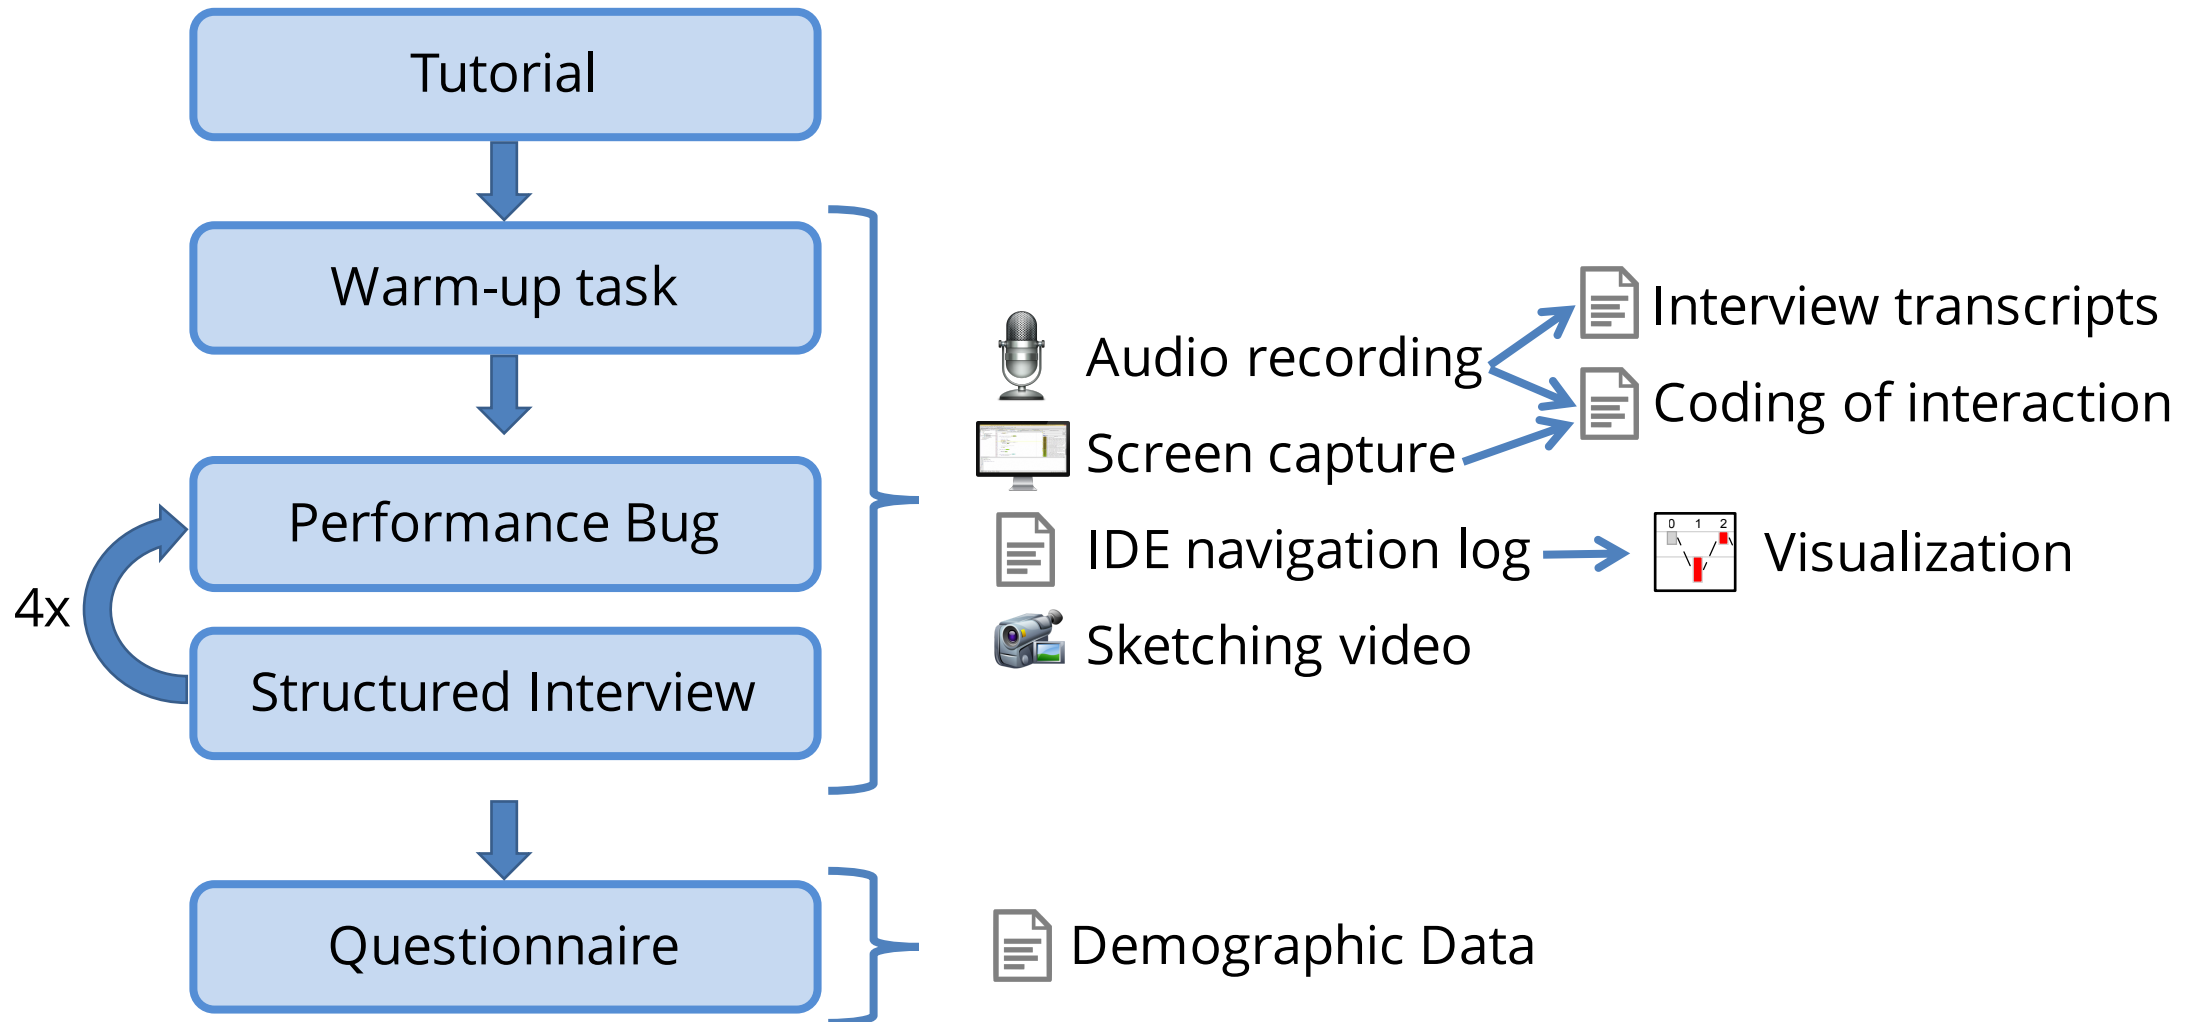 Tutorial
Warm-up task
Performance Bug
4x
Structured Interview
Questionnaire
Audio recording
Screen capture
IDE navigation log
Sketching video
Interview transcripts
Coding of interaction
0 1 2
Visualization
Demographic Data